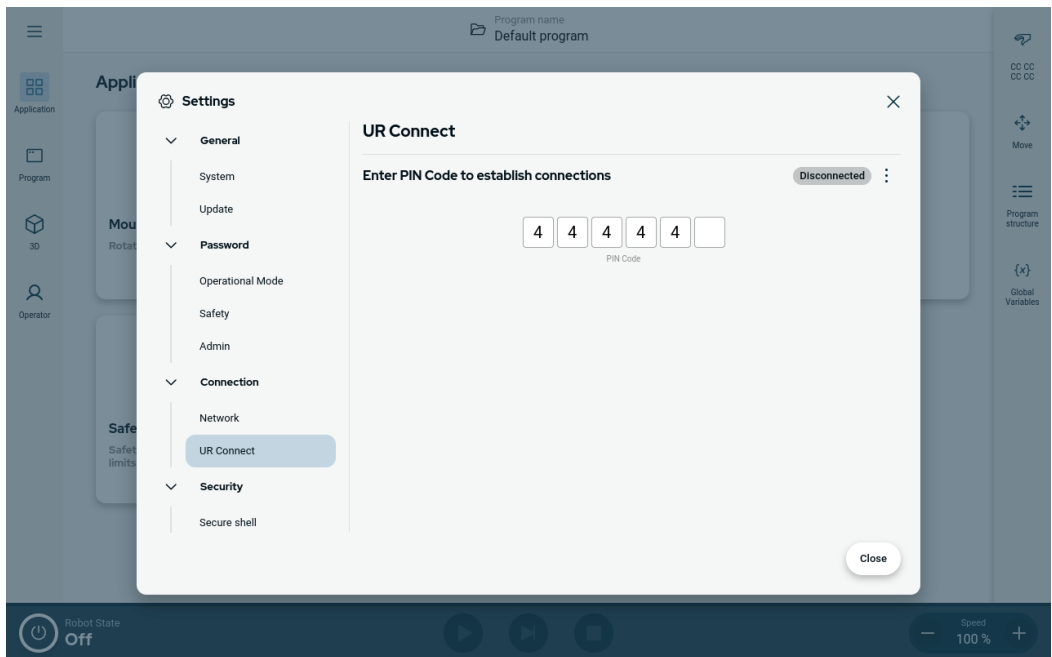 Program name
Default program
Application
Program
3D
Operator
Appli
Mou
Rotat
Safe
Safet
limits
Settings
General
System
Update
Password
Operational Mode
Safety
Admin
Connection
Network
UR Connect
Security
Secure shell
UR Connect
Enter PIN Code to establish connections
Disconnected
4 4 4 4 4
PIN Code
Close
CC CC
CC CC
Move
Program
structure
{x}
Global
Variables
Robot State
Off
Speed
100 %